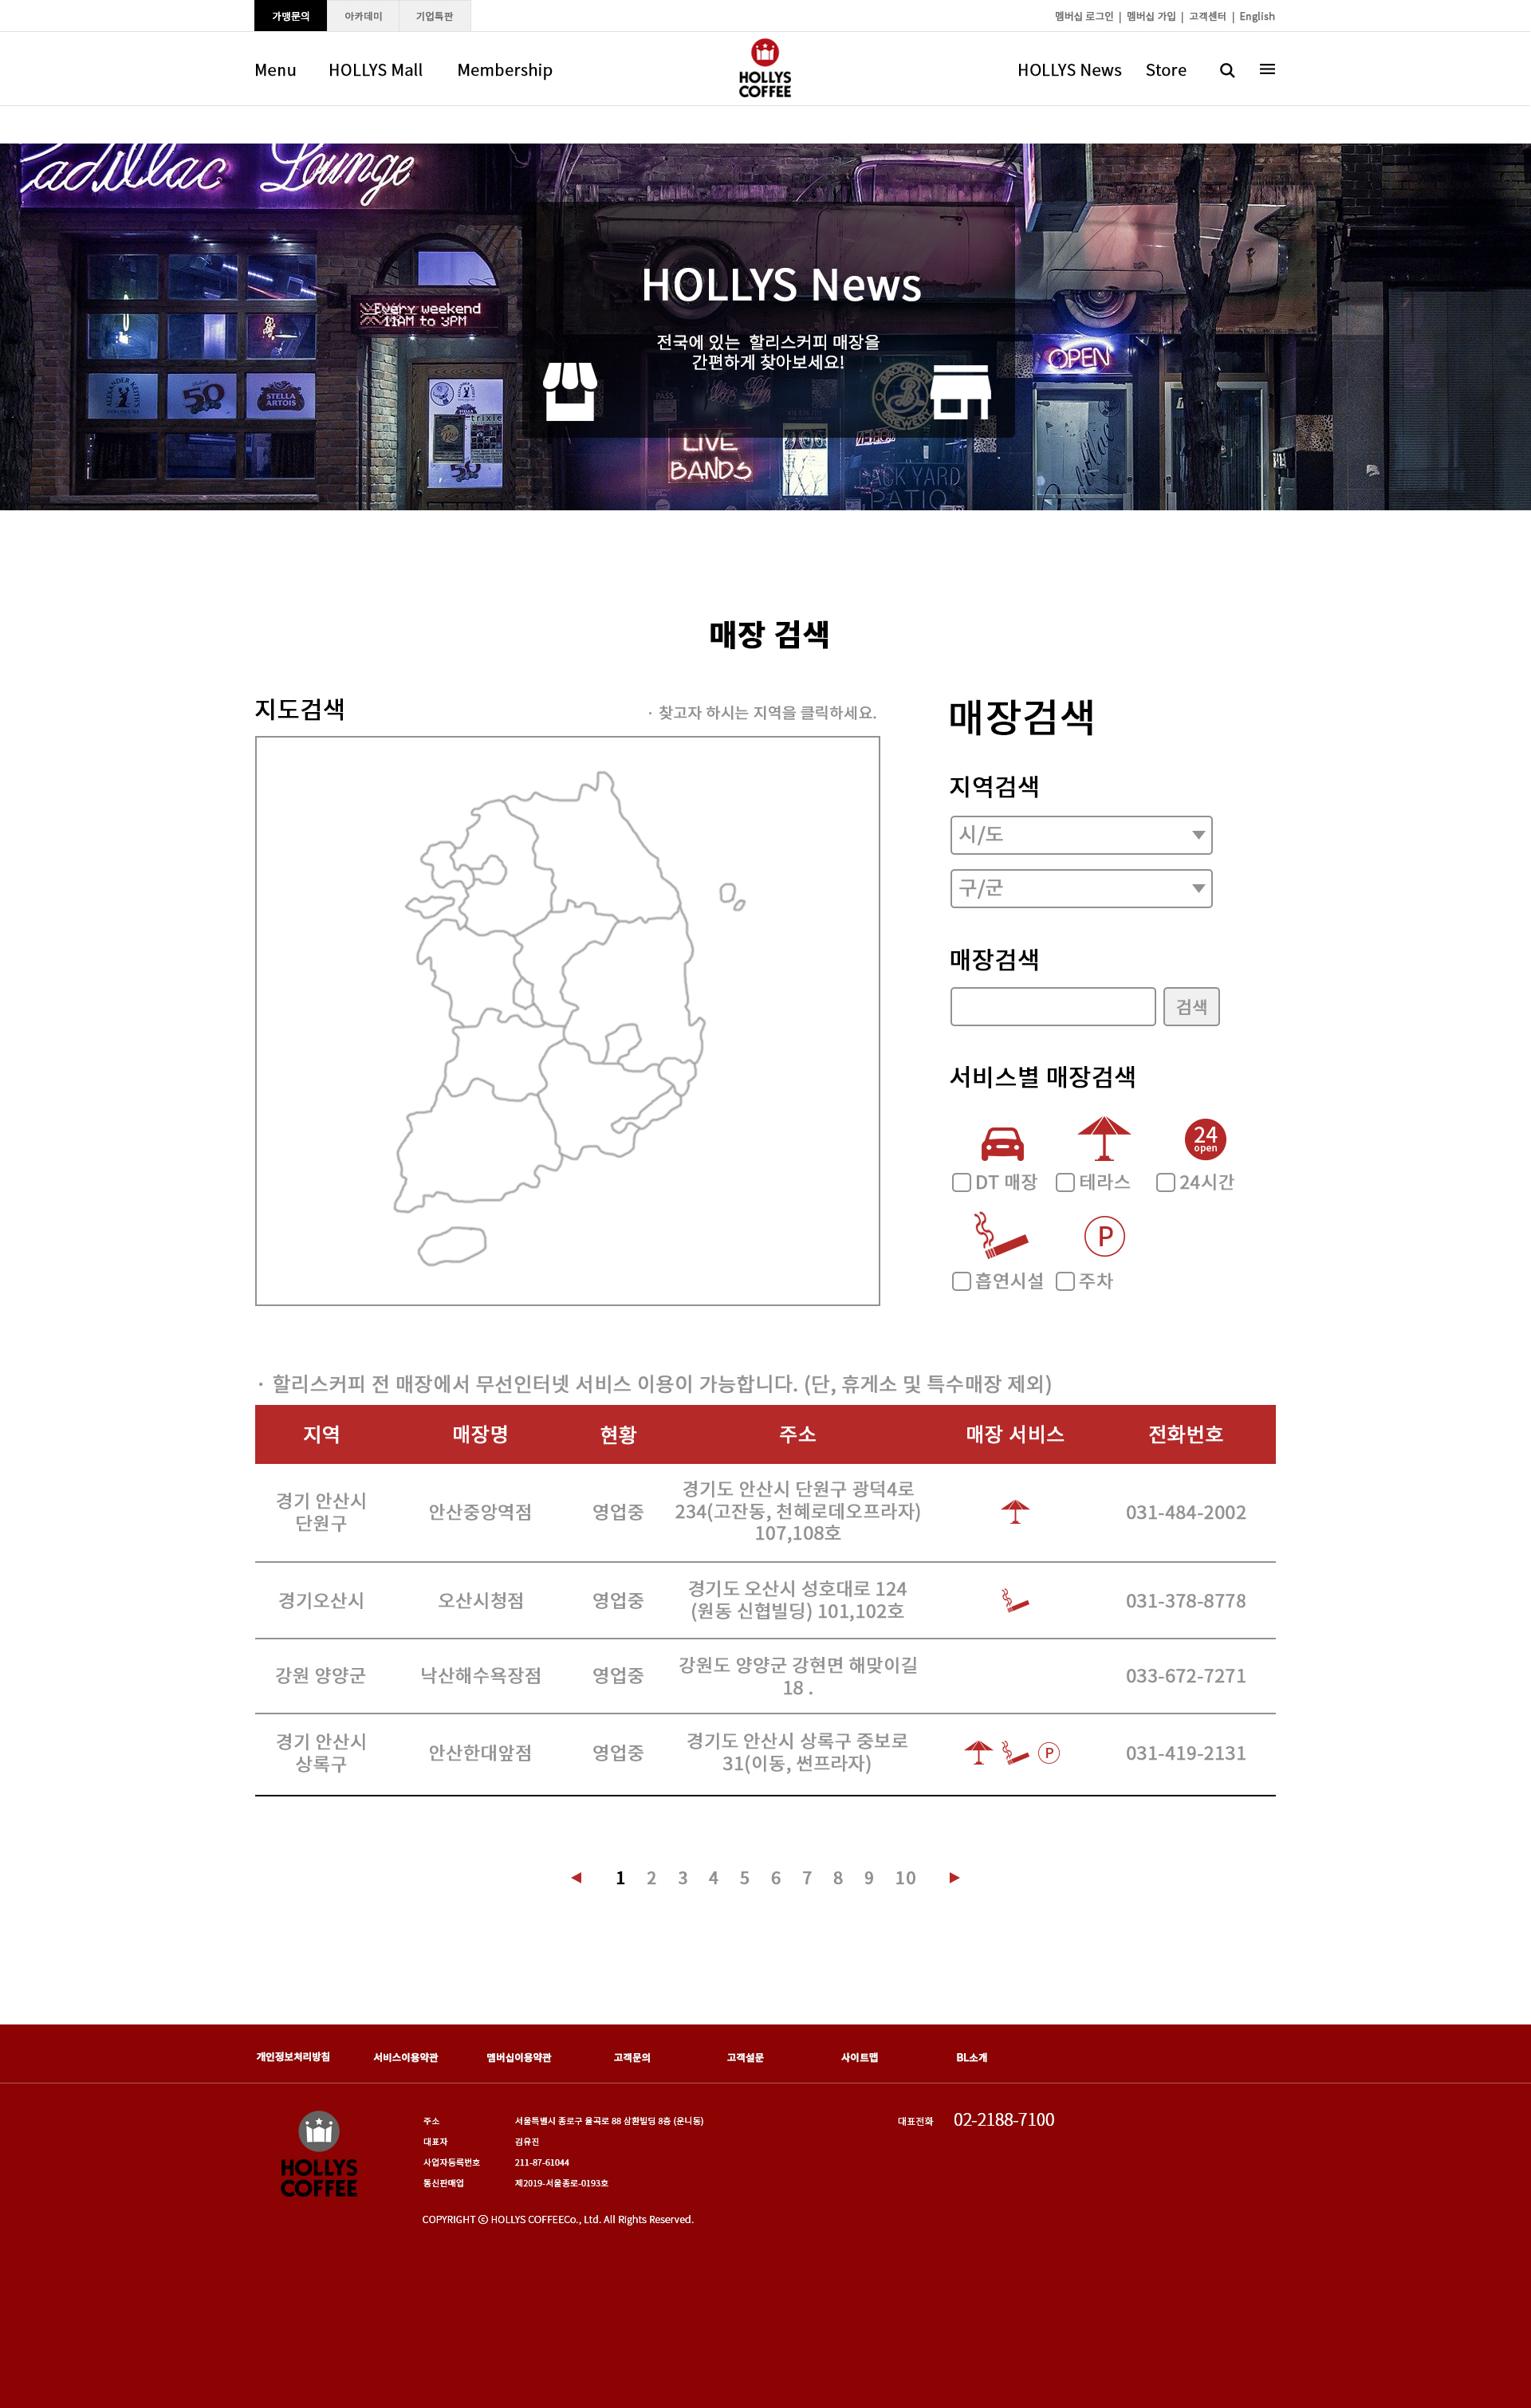 가맹문의 아카데미 기업특판 멤버십 로그인 | 멤버십 가입 | 고객센터 | English
Menu HOLLYS Mall Membership HOLLYS COFFEE HOLLYS News Store
Cadillac Lounge
Every weekend
11AM to 3PM
HOLLYS News
전국에 있는 할리스커피 매장을
간편하게 찾아보세요!
OPEN
STELLA ARTOIS
50
50
LIVE
BANDS
BACK YARD
PATIO
매장 검색
지도검색 · 찾고자 하시는 지역을 클릭하세요.
매장검색
지역검색
시/도
구/군
매장검색
검색
서비스별 매장검색
24
open
DT 매장 테라스 24시간
P
흡연시설 주차
· 할리스커피 전 매장에서 무선인터넷 서비스 이용이 가능합니다. (단, 휴게소 및 특수매장 제외)
지역 매장명 현황 주소 매장 서비스 전화번호
경기 안산시
단원구
안산중앙역점 영업중
경기도 안산시 단원구 광덕4로
234(고잔동, 천혜로데오프라자)
107,108호
031-484-2002
경기오산시 오산시청점 영업중
경기도 오산시 성호대로 124
(원동 신협빌딩) 101,102호
031-378-8778
강원 양양군 낙산해수욕장점 영업중
강원도 양양군 강현면 해맞이길
18 .
033-672-7271
경기 안산시
상록구
안산한대앞점 영업중
경기도 안산시 상록구 중보로
31(이동, 썬프라자)
P
031-419-2131
1 2 3 4 5 6 7 8 9 10
개인정보처리방침 서비스이용약관 멤버십이용약관 고객문의 고객설문 사이트맵 BL소개
HOLLYS
COFFEE
주소 서울특별시 종로구 율곡로 88 삼환빌딩 8층 (운니동)
대표자 김유진
사업자등록번호 211-87-61044
통신판매업 제2019-서울종로-0193호
대표전화 02-2188-7100
COPYRIGHT ⓒ HOLLYS COFFEECo., Ltd. All Rights Reserved.